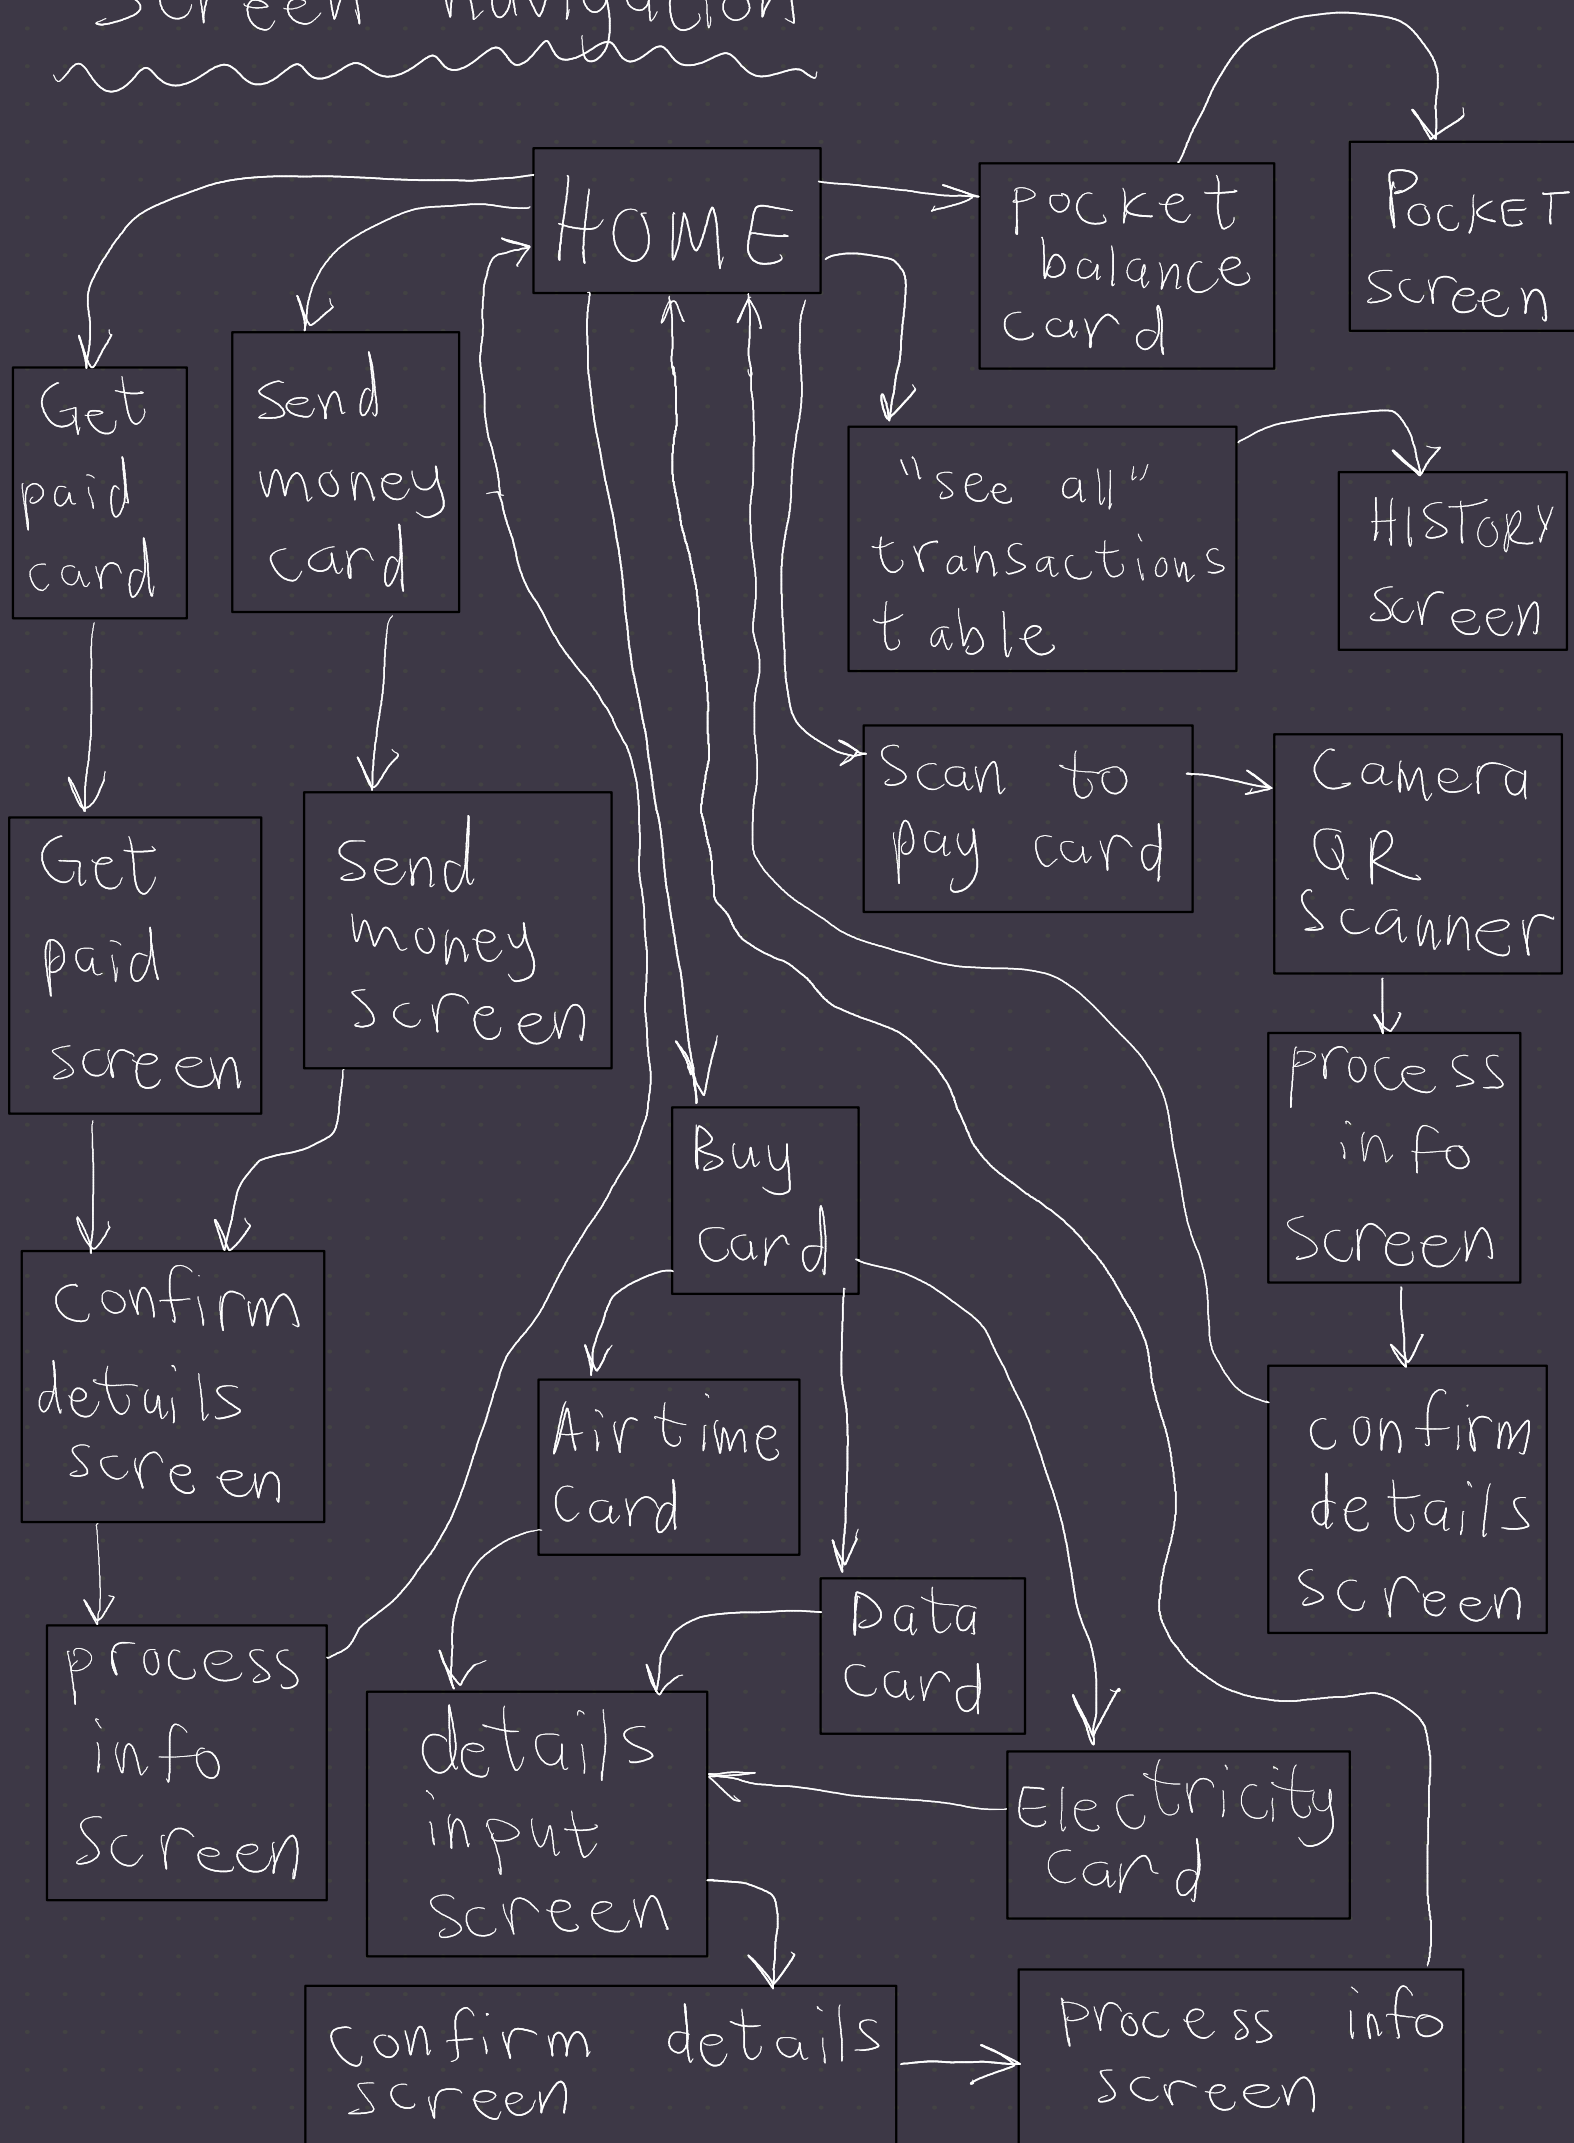 Screen navigation
HOME
pocket
balance
card
POCKET
screen
Get
paid
card
Send
money
card
"see all"
transactions
table
HISTORY
screen
Scan to
pay card
Camera
QR
Scanner
Get
paid
screen
Send
money
screen
process
info
screen
Buy
card
confirm
details
screen
Airtime
card
confirm
details
screen
Data
card
process
info
screen
details
input
screen
Electricity
card
confirm details
screen
process info
screen